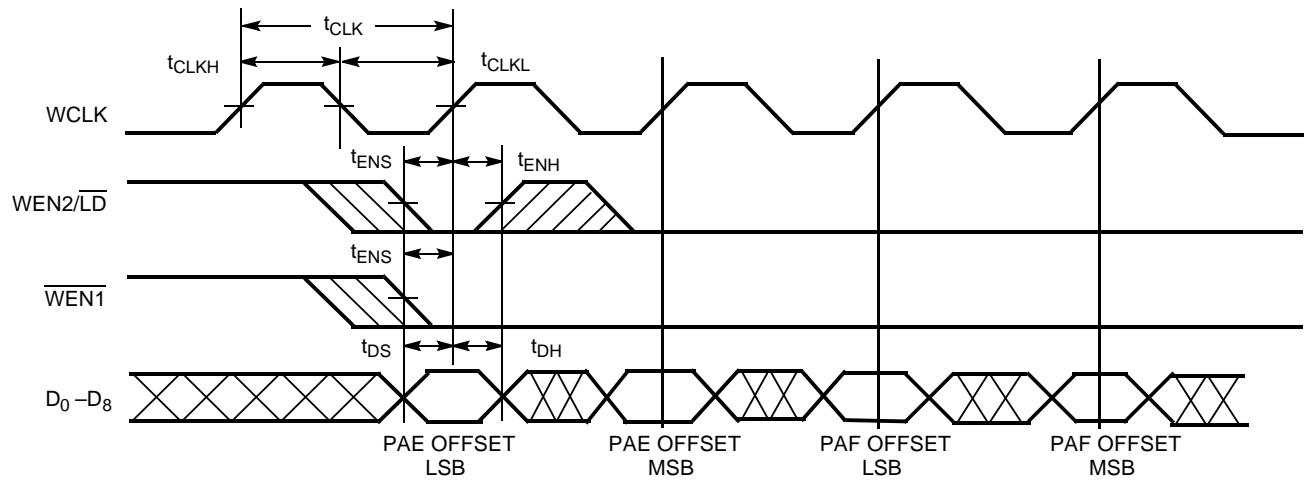 tCLK
tCLKH
tCLKL
WCLK
tENS
tENH
WEN2/LD
tENS
WEN1
tDS
tDH
D0 –D8
PAE OFFSET
LSB
PAE OFFSET
MSB
PAF OFFSET
LSB
PAF OFFSET
MSB